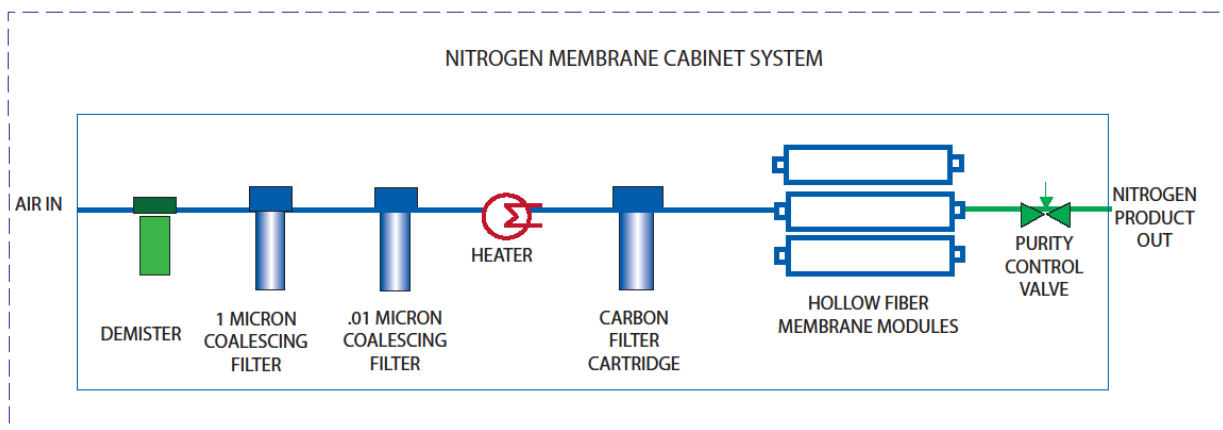 NITROGEN MEMBRANE CABINET SYSTEM
AIR IN
DEMISTER
1 MICRON
COALESCING
FILTER
.01 MICRON
COALESCING
FILTER
HEATER
CARBON
FILTER
CARTRIDGE
HOLLOW FIBER
MEMBRANE MODULES
PURITY
CONTROL
VALVE
NITROGEN
PRODUCT
OUT